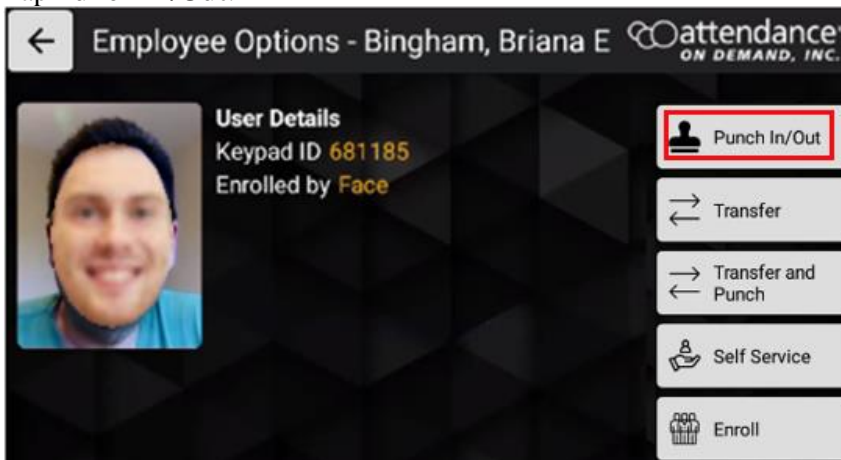 Employee Options - Bingham, Briana E
attendance
ON DEMAND, INC.
User Details
Keypad ID 681185
Enrolled by Face
Punch In/Out
Transfer
Transfer and
Punch
Self Service
Enroll